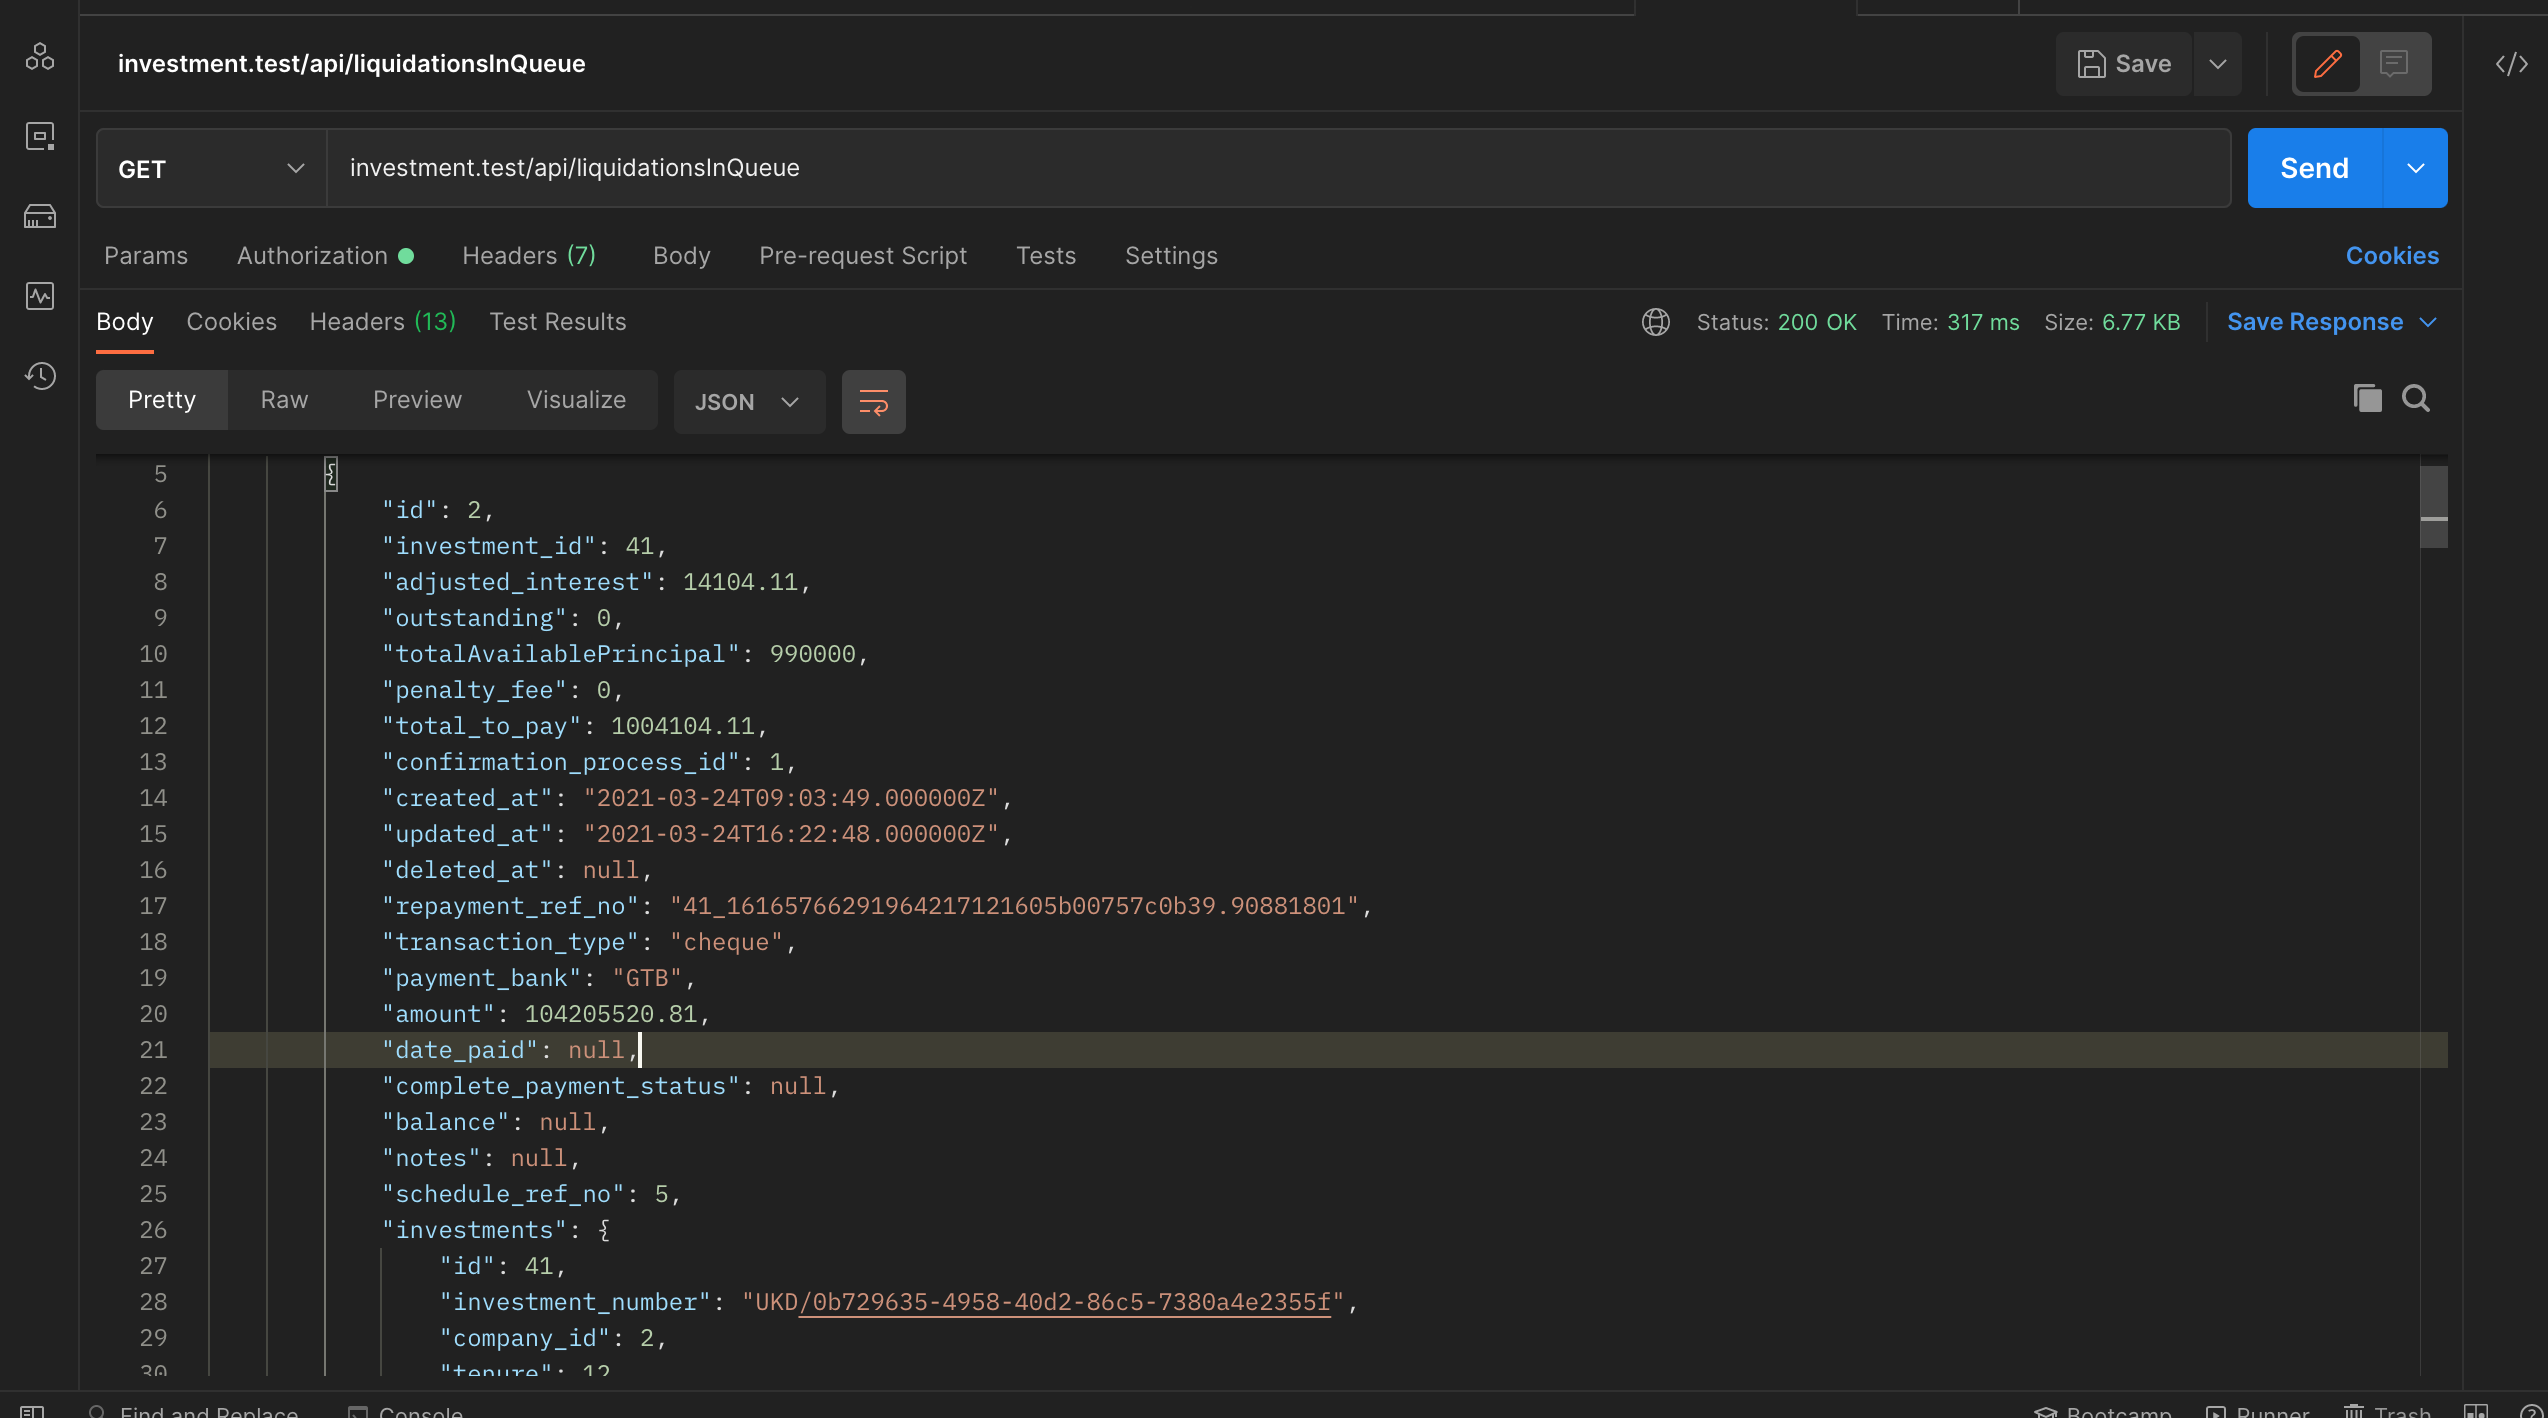 investment.test/api/liquidationsInQueue
Save
GET investment.test/api/liquidationsInQueue Send
Params Authorization Headers (7) Body Pre-request Script Tests Settings Cookies
Body Cookies Headers (13) Test Results Status: 200 OK Time: 317 ms Size: 6.77 KB Save Response
Pretty Raw Preview Visualize JSON
5 {
6 "id": 2,
7 "investment_id": 41,
8 "adjusted_interest": 14104.11,
9 "outstanding": 0,
10 "totalAvailablePrincipal": 990000,
11 "penalty_fee": 0,
12 "total_to_pay": 1004104.11,
13 "confirmation_process_id": 1,
14 "created_at": "2021-03-24T09:03:49.000000Z",
15 "updated_at": "2021-03-24T16:22:48.000000Z",
16 "deleted_at": null,
17 "repayment_ref_no": "41_16165766291964217121605b00757c0b39.90881801",
18 "transaction_type": "cheque",
19 "payment_bank": "GTB",
20 "amount": 104205520.81,
21 "date_paid": null,
22 "complete_payment_status": null,
23 "balance": null,
24 "notes": null,
25 "schedule_ref_no": 5,
26 "investments": {
27 "id": 41,
28 "investment_number": "UKD/0b729635-4958-40d2-86c5-7380a4e2355f",
29 "company_id": 2,
30 "tenure": 12
Find and Replace Console Bootcamp Runner Trash